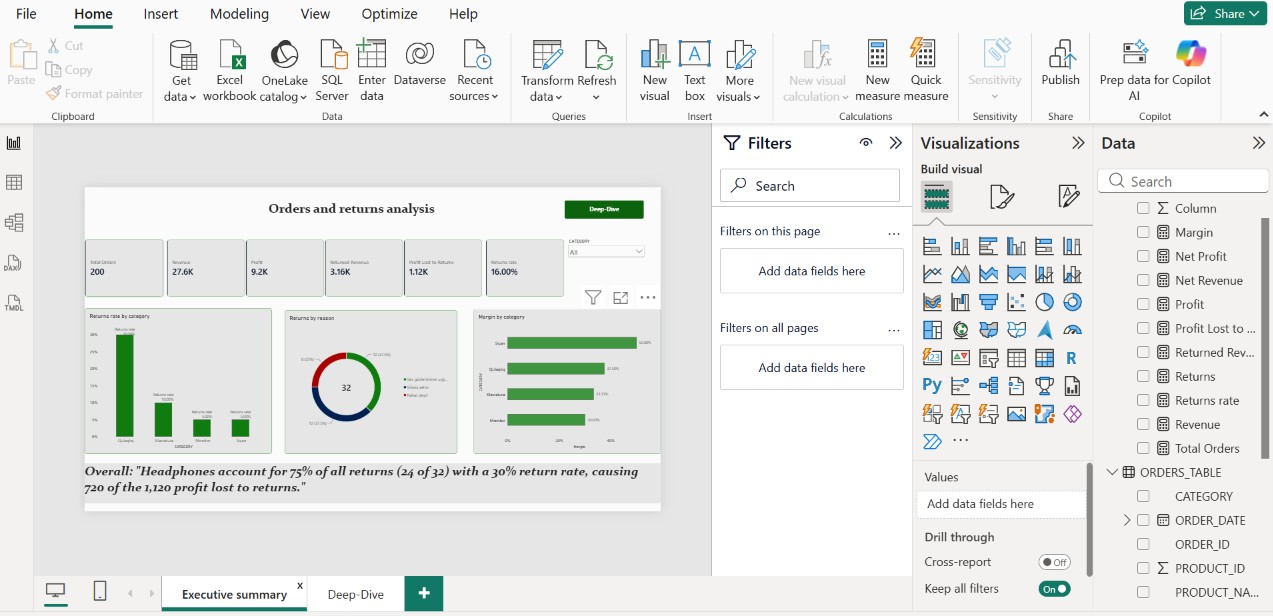 File Home Insert Modeling View Optimize Help Share
Paste Cut
Copy
Format painter
Get data Excel workbook OneLake catalog SQL Server Enter data Dataverse Recent sources
Transform data Refresh
New visual Text box More visuals
New visual calculation New measure Quick measure
Sensitivity Publish Prep data for AI Copilot
Clipboard Data Queries Insert Calculations Sensitivity Share Copilot
Orders and returns analysis
Deep-Dive
CATEGORY
All
Total Orders
200
Revenue
27.6K
Profit
9.2K
Returned Revenue
3.16K
Profit Lost to Returns
1.12K
Returns rate
16.00%
Returns rate by category
CATEGORY
Returns by reason
32
Margin by category
CATEGORY
Margin
Overall: "Headphones account for 75% of all returns (24 of 32) with a 30% return rate, causing
720 of the 1,120 profit lost to returns."
Executive summary x
Deep-Dive
+
Filters
Search
Filters on this page ...
Add data fields here
Filters on all pages ...
Add data fields here
Visualizations
Build visual
123
R
Py
...
Values
Add data fields here
Drill through
Cross-report Off
Keep all filters On
Data
Search
Column
Margin
Net Profit
Net Revenue
Profit
Profit Lost to ...
Returned Rev...
Returns
Returns rate
Revenue
Total Orders
ORDERS_TABLE
CATEGORY
ORDER_DATE
ORDER_ID
PRODUCT_ID
PRODUCT_NA...
DAX
TMDL